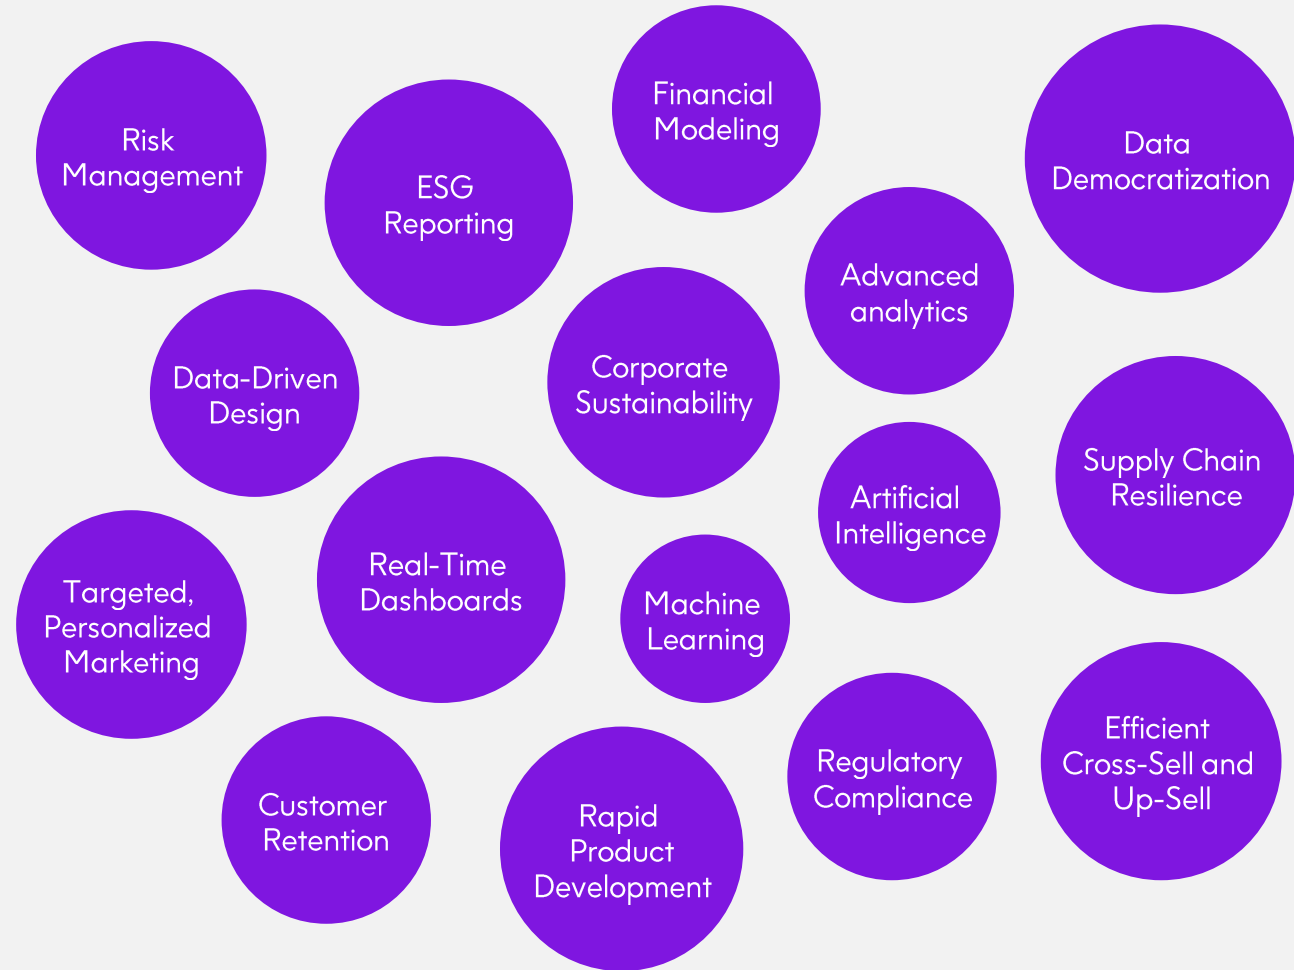 Risk
Management
ESG
Reporting
Financial
Modeling
Data
Democratization
Advanced
analytics
Data-Driven
Design
Corporate
Sustainability
Supply Chain
Resilience
Artificial
Intelligence
Targeted,
Personalized
Marketing
Real-Time
Dashboards
Machine
Learning
Regulatory
Compliance
Efficient
Cross-Sell and
Up-Sell
Customer
Retention
Rapid
Product
Development